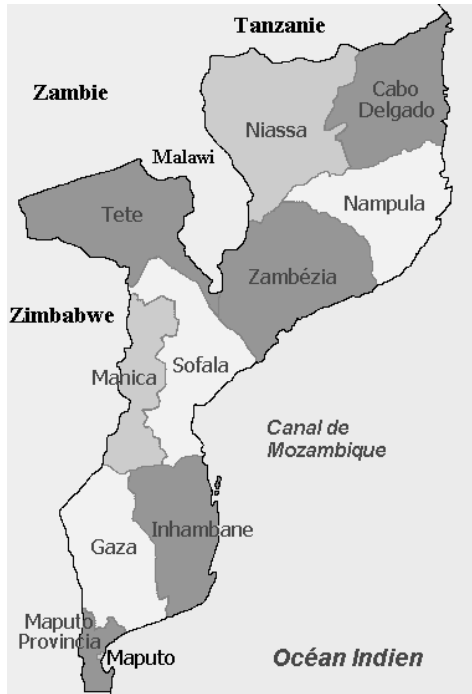 Tanzanie
Zambie
Cabo
Delgado
Niassa
Malawi
Nampula
Tete
Zambézia
Zimbabwe
Sofala
Manica
Canal de
Mozambique
Inhambane
Gaza
Maputo
Provincia
Maputo
Océan Indien